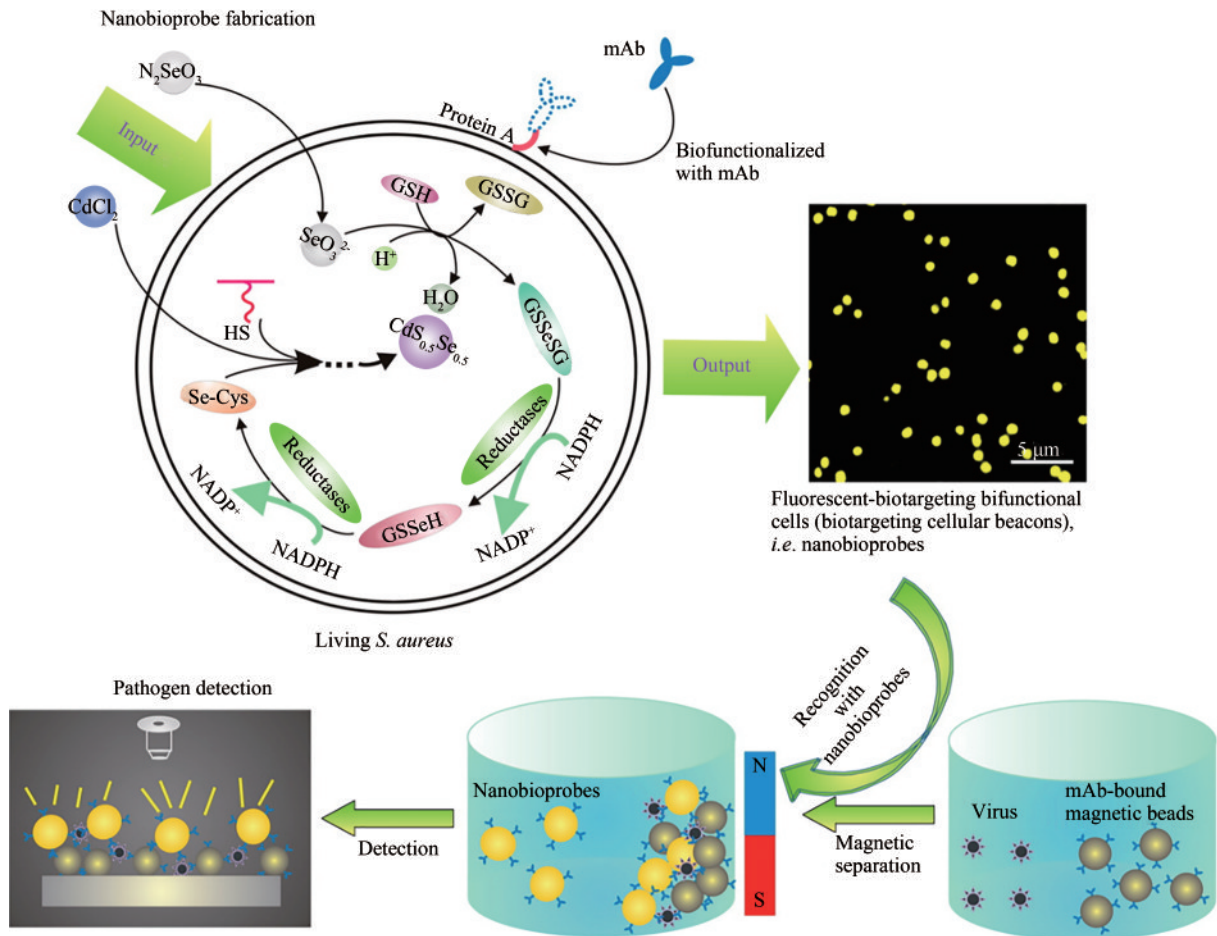 Nanobioprobe fabrication
N₂SeO₃
mAb
Input
Protein A
Biofunctionalized
with mAb
CdCl₂
GSH
GSSG
SeO₃²⁻
H⁺
H₂O
HS
CdS₀.₅Se₀.₅
GSSeSG
Output
Se-Cys
Reductases
Reductases
NADPH
NADP⁺
GSSeH
NADPH
NADP⁺
5 μm
Fluorescent-biotargeting bifunctional
cells (biotargeting cellular beacons),
i.e. nanobioprobes
Living S. aureus
Pathogen detection
Recognition
with
nanobioprobes
N
S
Nanobioprobes
Detection
Magnetic
separation
Virus
mAb-bound
magnetic beads